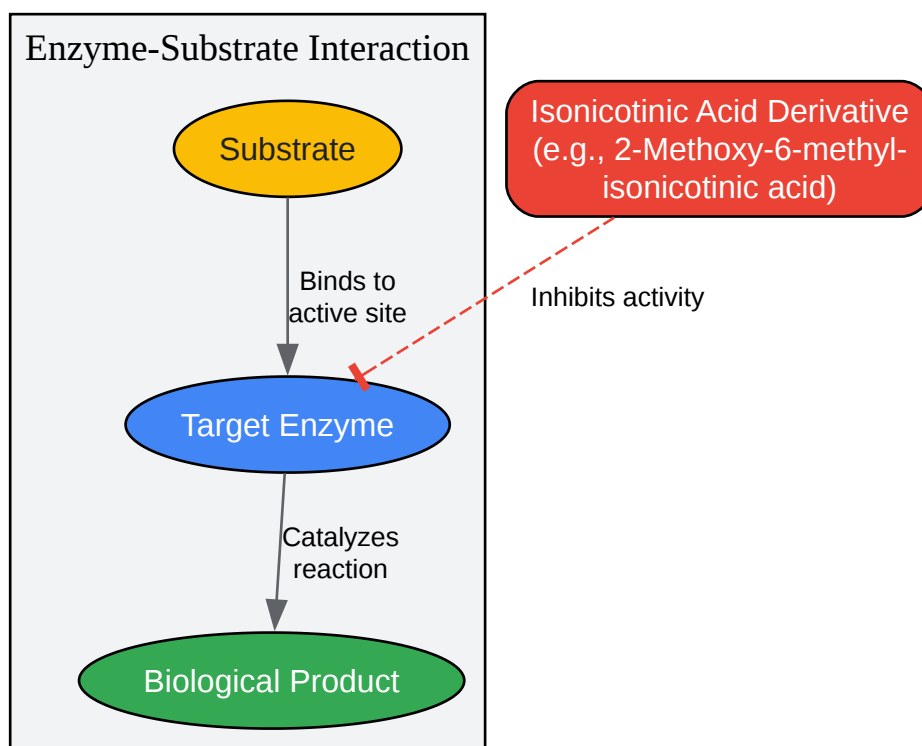 Enzyme-Substrate Interaction
Substrate
Isonicotinic Acid Derivative
(e.g., 2-Methoxy-6-methyl-
isonicotinic acid)
Binds to
active site
Inhibits activity
Target Enzyme
Catalyzes
reaction
Biological Product